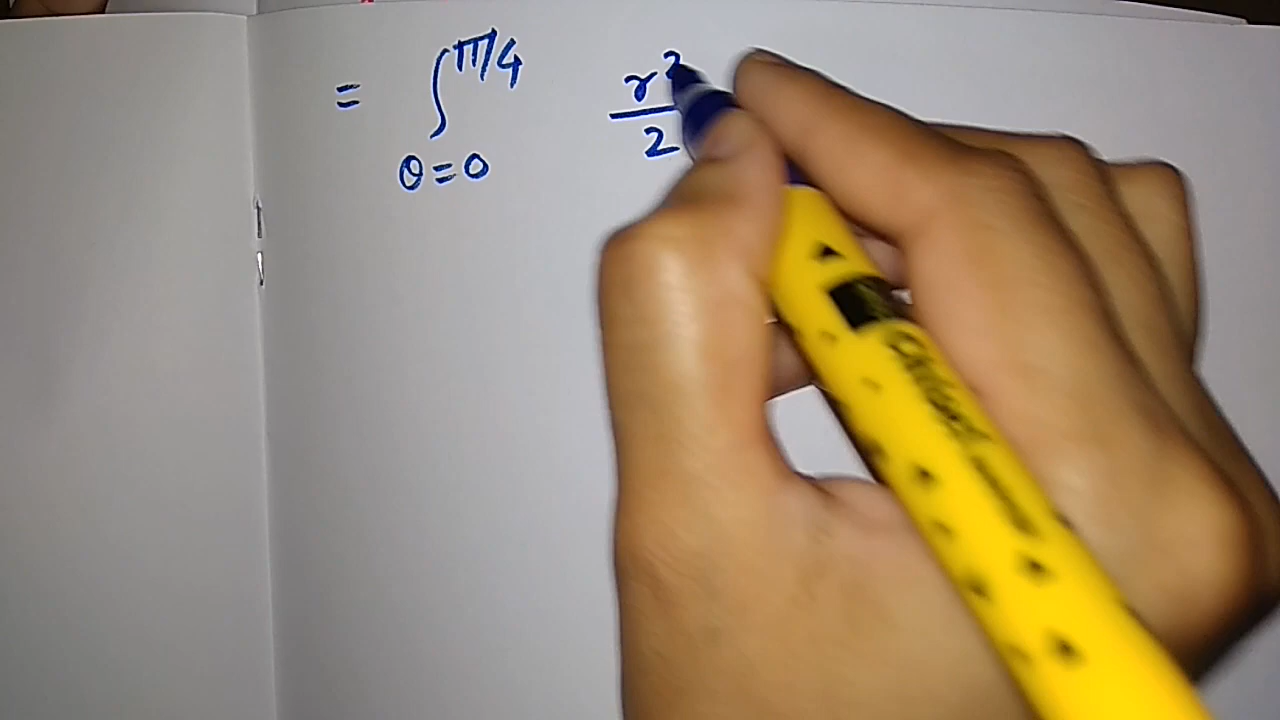 = ∫_{θ=0}^{π/4} r²/2